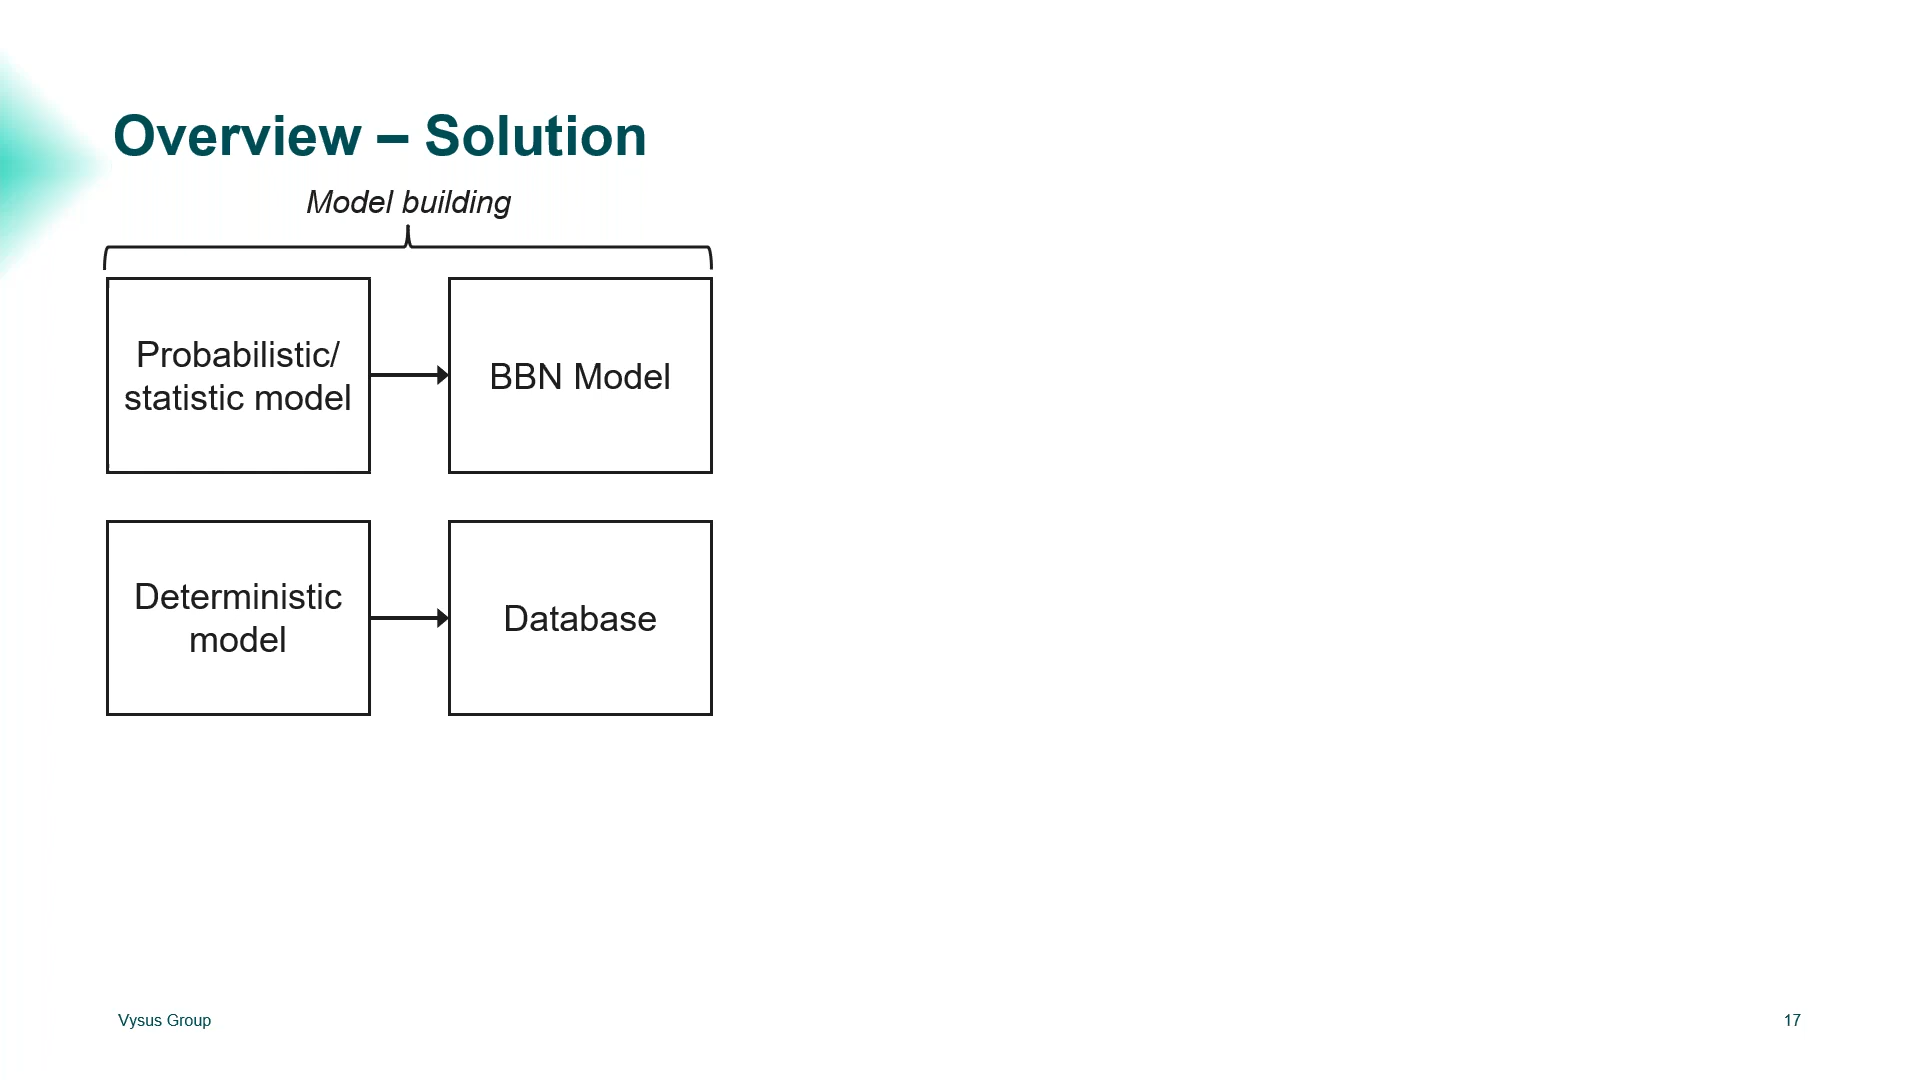 Overview – Solution
Model building
Probabilistic/
statistic model
BBN Model
Deterministic
model
Database
Vysus Group
17